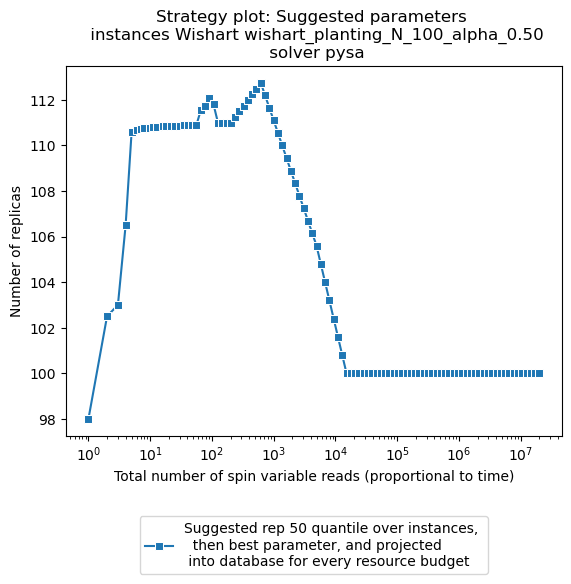 Strategy plot: Suggested parameters
instances Wishart wishart_planting_N_100_alpha_0.50
solver pysa
112
110
108
106
104
102
100
98
Number of replicas
10^0
10^1
10^2
10^3
10^4
10^5
10^6
10^7
Total number of spin variable reads (proportional to time)
Suggested rep 50 quantile over instances,
then best parameter, and projected
into database for every resource budget